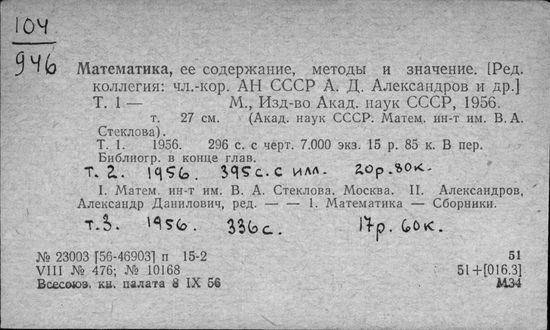 104
946
Математика, ее содержание, методы и значение. [Ред.
коллегия: чл.-кор. АН СССР А. Д. Александров и др.]
Т. 1 — М., Изд-во Акад. наук СССР, 1956.
т. 27 см. (Акад. наук СССР. Матем. ин-т им. В. А.
Стеклова).
Т. 1. 1956. 296 с. с черт. 7.000 экз. 15 р. 85 к. В пер.
Библиогр. в конце глав.
т. 2. 1956. 395 с. с илл. 20р. 80к.
I. Матем. ин-т им. В. А. Стеклова. Москва. II. Александров,
Александр Данилович, ред. — — 1. Математика — Сборники.
т.3. 1956. 336с. 17р. 60к.
№ 23003 [56-46903] п 15-2 51
VIII № 476; № 10168 51+[016.3]
Всесоюз. кн. палата 8 IX 56 М34